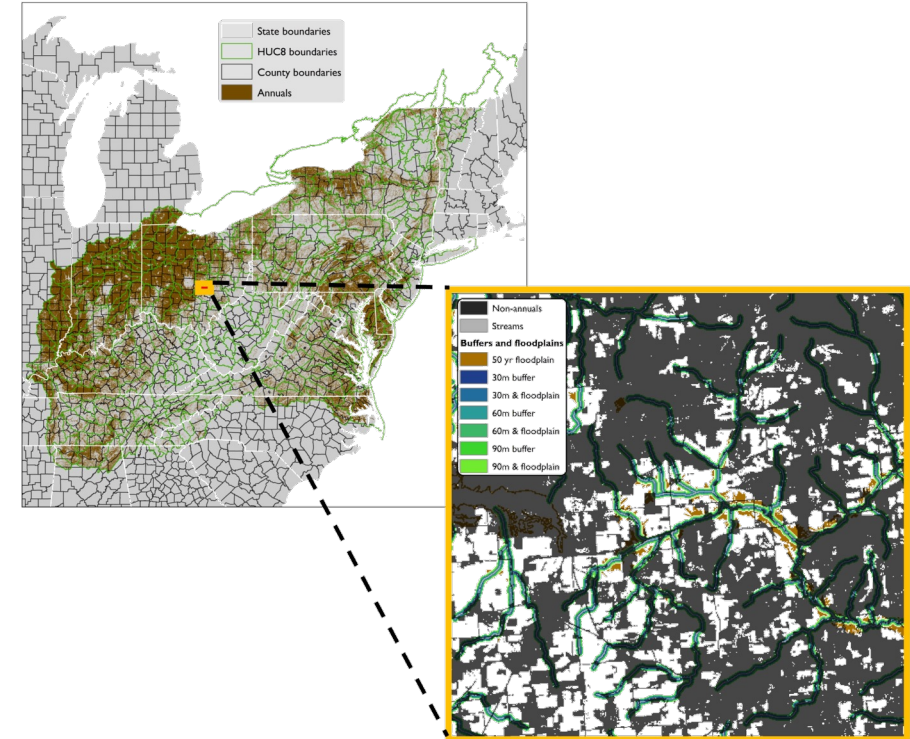 State boundaries
HUC8 boundaries
County boundaries
Annuals
Non-annuals
Streams
Buffers and floodplains
50 yr floodplain
30m buffer
30m & floodplain
60m buffer
60m & floodplain
90m buffer
90m & floodplain